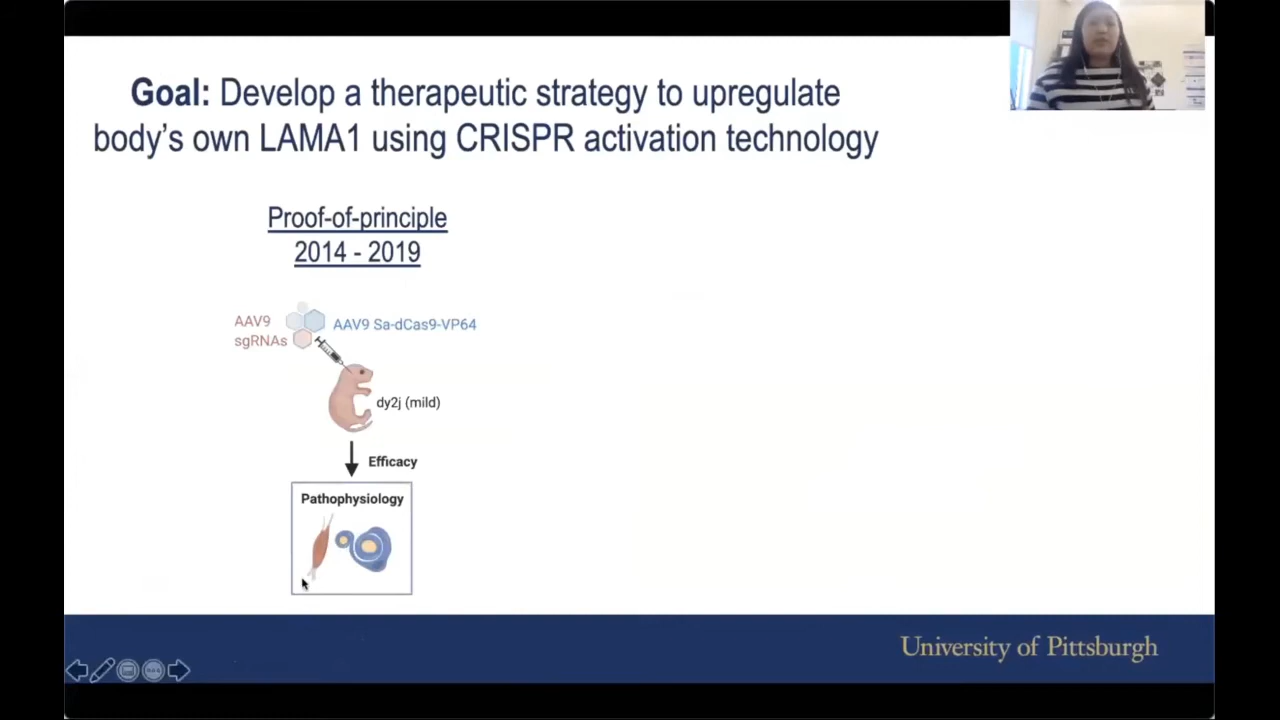 Goal: Develop a therapeutic strategy to upregulate
body's own LAMA1 using CRISPR activation technology
Proof-of-principle
2014 - 2019
AAV9
sgRNAs
AAV9 Sa-dCas9-VP64
dy2j (mild)
Efficacy
Pathophysiology
University of Pittsburgh